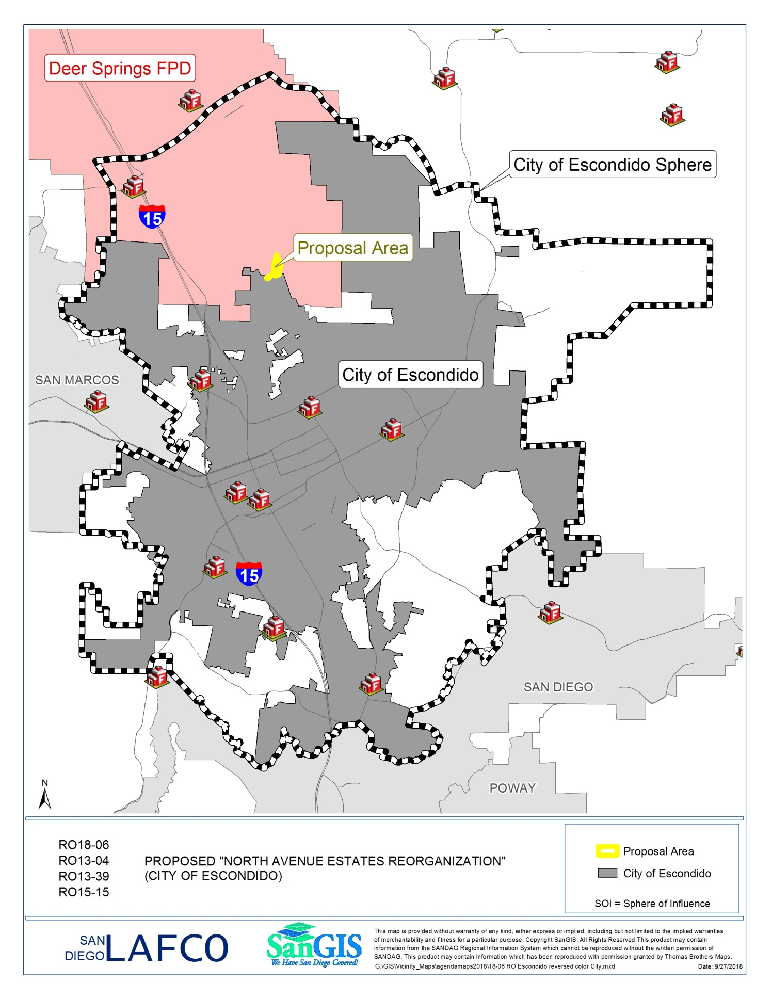 Deer Springs FPD
City of Escondido Sphere
15
Proposal Area
City of Escondido
SAN MARCOS
15
SAN DIEGO
POWAY
N
RO18-06
RO13-04
RO13-39
RO15-15
PROPOSED "NORTH AVENUE ESTATES REORGANIZATION"
(CITY OF ESCONDIDO)
Proposal Area
City of Escondido
SOI = Sphere of Influence
SAN
DIEGO
LAFCO
SanGIS
We Have San Diego Covered!
This map is provided without warranty of any kind, either express or implied, including but not limited to the implied warranties
of merchantability and fitness for a particular purpose. Copyright SanGIS. All Rights Reserved.This product may contain
information from the SANDAG Regional Information System which cannot be reproduced without the written permission of
SANDAG. This product may contain information which has been reproduced with permission granted by Thomas Brothers Maps.
G:\GIS\Vicinity_Maps\agendamaps2018\18-06 RO Escondido reversed color City.mxd
Date: 9/27/2018